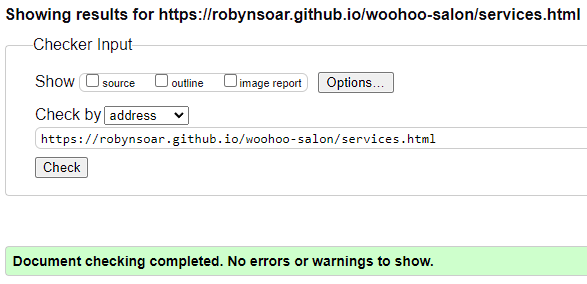 Showing results for https://robynsoar.github.io/woohoo-salon/services.html
Checker Input
Show source outline image report Options...
Check by address
https://robynsoar.github.io/woohoo-salon/services.html
Check
Document checking completed. No errors or warnings to show.